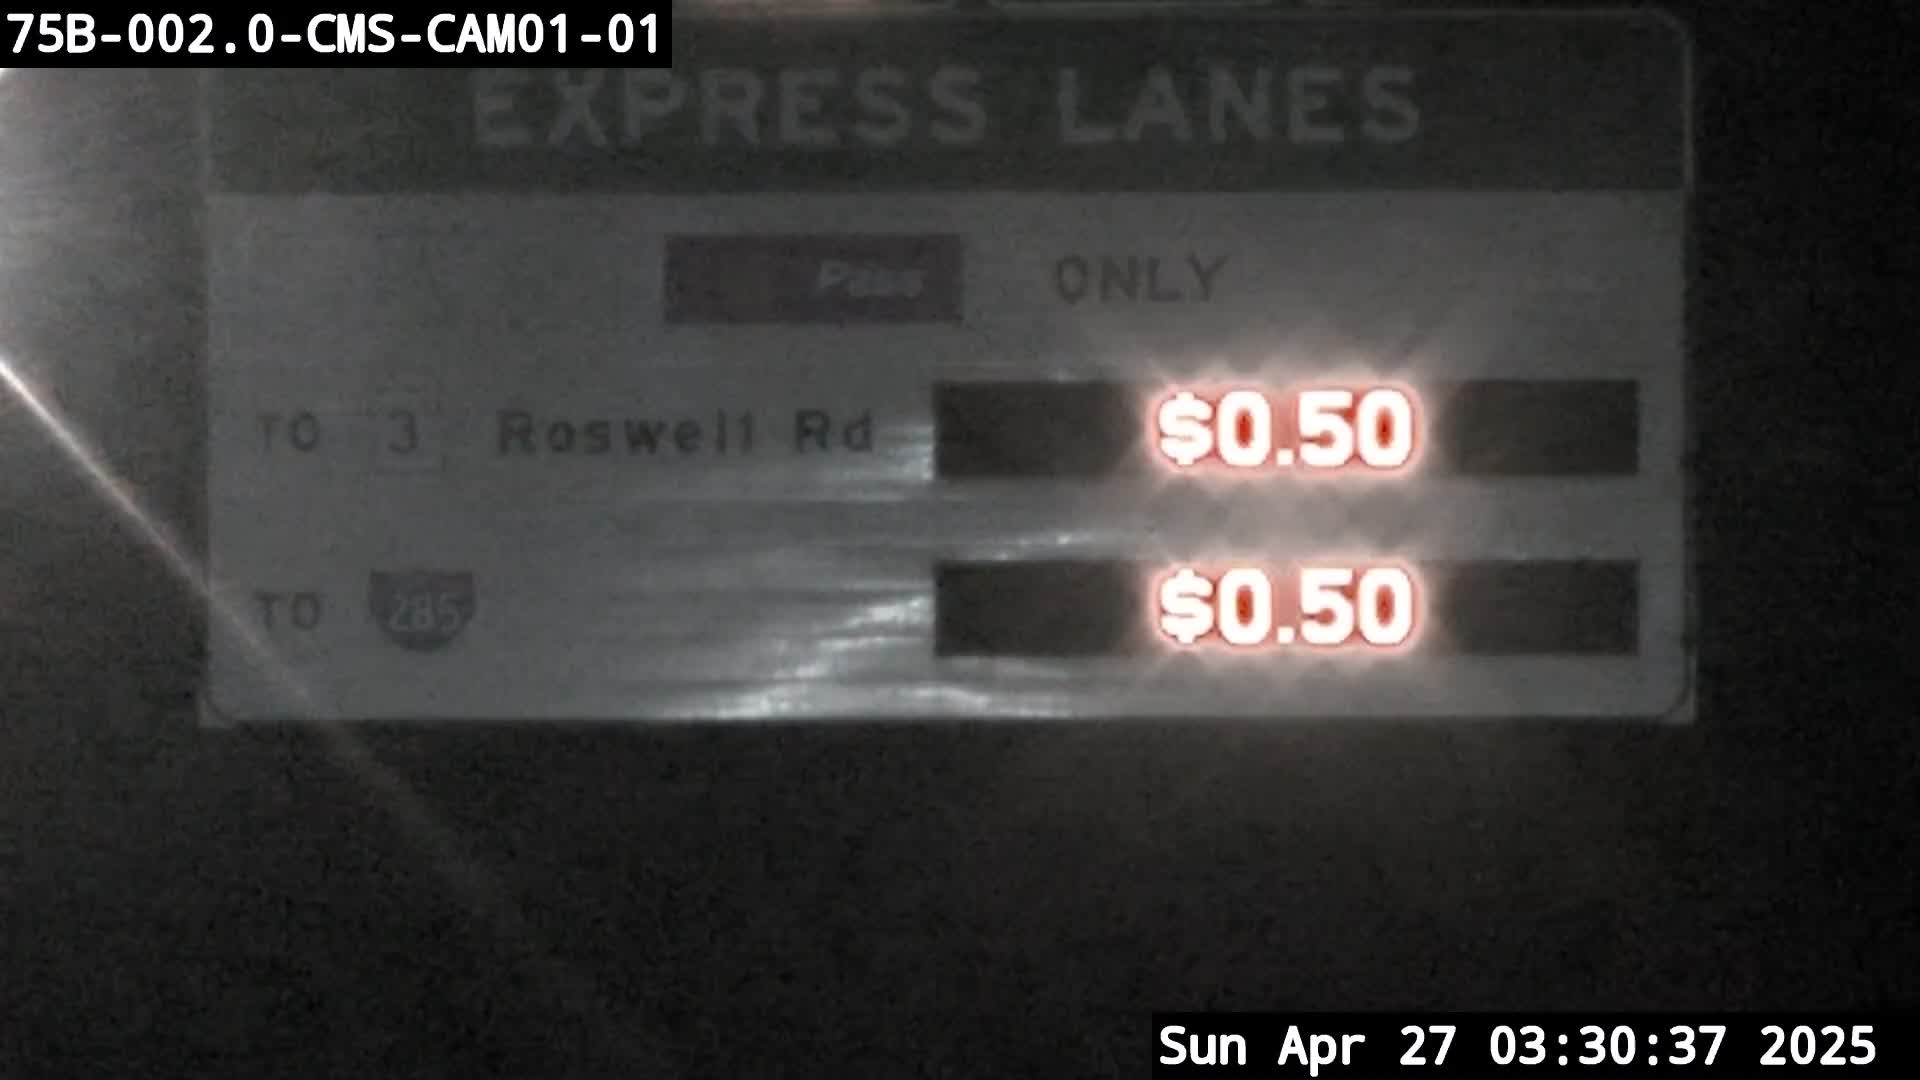 75B-002.0-CMS-CAM01-01
EXPRESS LANES
Pass ONLY
TO 3 Roswell Rd $0.50
TO 285 $0.50
Sun Apr 27 03:30:37 2025